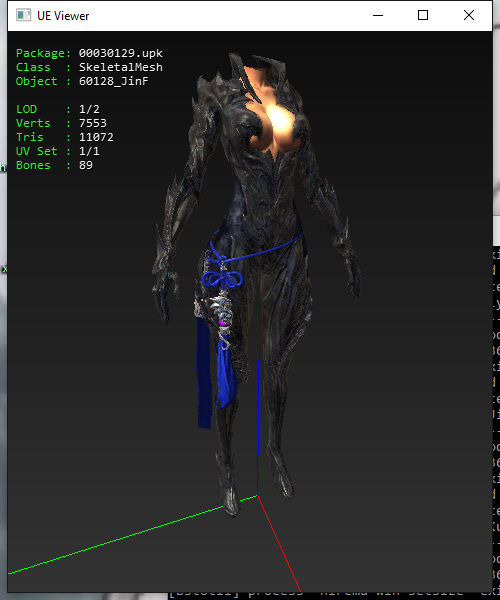 UE Viewer
Package: 00030129.upk
Class : SkeletalMesh
Object : 60128_JinF
LOD : 1/2
Verts : 7553
Tris : 11072
UV Set : 1/1
Bones : 89